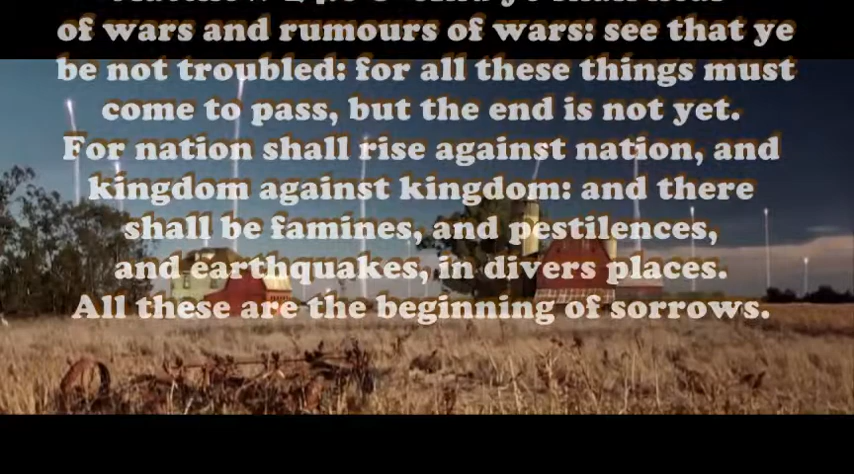 of wars and rumours of wars: see that ye
be not troubled: for all these things must
come to pass, but the end is not yet.
For nation shall rise against nation, and
kingdom against kingdom: and there
shall be famines, and pestilences,
and earthquakes, in divers places.
All these are the beginning of sorrows.